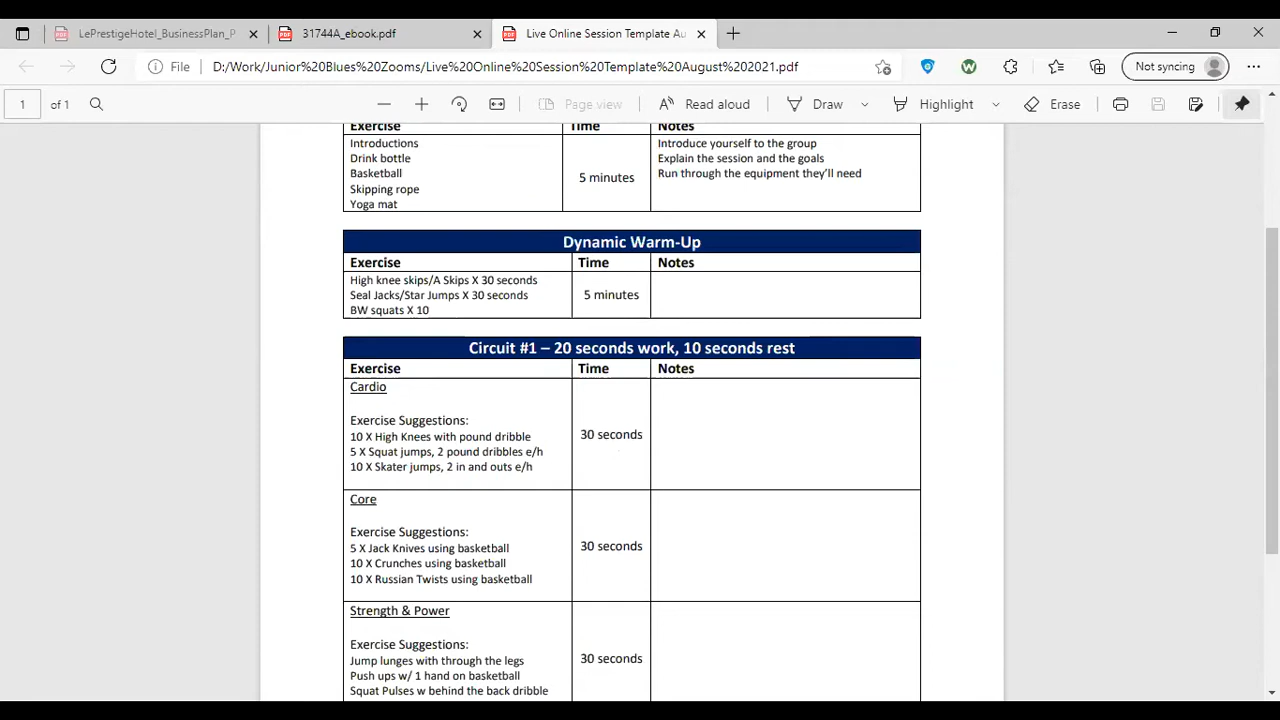 LePrestigeHotel_BusinessPlan_P
31744A_ebook.pdf
Live Online Session Template Au
File
D:/Work/Junior%20Blues%20Zooms/Live%20Online%20Session%20Template%20August%202021.pdf
Not syncing
1 of 1
Page view
Read aloud
Draw
Highlight
Erase
Exercise Time Notes
Introductions
Drink bottle
Basketball
Skipping rope
Yoga mat
5 minutes
Introduce yourself to the group
Explain the session and the goals
Run through the equipment they'll need
Dynamic Warm-Up
Exercise Time Notes
High knee skips/A Skips X 30 seconds
Seal Jacks/Star Jumps X 30 seconds
BW squats X 10
5 minutes
Circuit #1 – 20 seconds work, 10 seconds rest
Exercise Time Notes
Cardio
Exercise Suggestions:
10 X High Knees with pound dribble
5 X Squat jumps, 2 pound dribbles e/h
10 X Skater jumps, 2 in and outs e/h
30 seconds
Core
Exercise Suggestions:
5 X Jack Knives using basketball
10 X Crunches using basketball
10 X Russian Twists using basketball
30 seconds
Strength & Power
Exercise Suggestions:
Jump lunges with through the legs
Push ups w/ 1 hand on basketball
Squat Pulses w behind the back dribble
30 seconds